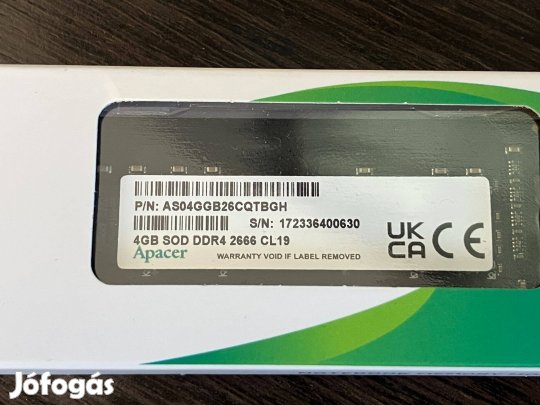 P/N: AS04GGB26CQTBGH
S/N: 172336400630
4GB SOD DDR4 2666 CL19
Apacer
WARRANTY VOID IF LABEL REMOVED
UK
CA
CE
Jófogás